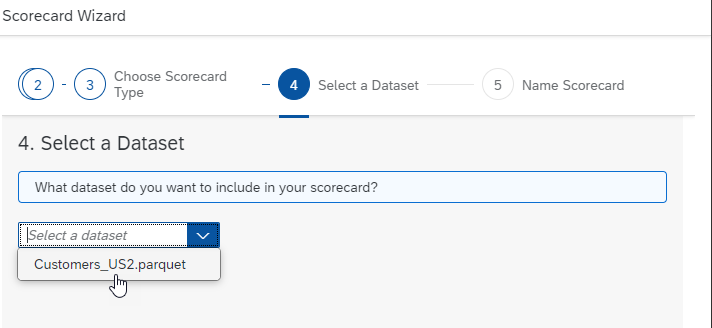 Scorecard Wizard
2 - 3 Choose Scorecard Type - 4 Select a Dataset 5 Name Scorecard
4. Select a Dataset
What dataset do you want to include in your scorecard?
Select a dataset
Customers_US2.parquet